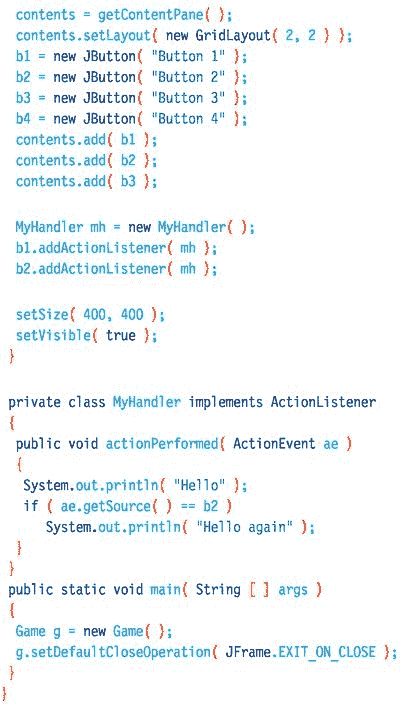 contents = getContentPane( );
contents.setLayout( new GridLayout( 2, 2 ) );
b1 = new JButton( "Button 1" );
b2 = new JButton( "Button 2" );
b3 = new JButton( "Button 3" );
b4 = new JButton( "Button 4" );
contents.add( b1 );
contents.add( b2 );
contents.add( b3 );

MyHandler mh = new MyHandler( );
b1.addActionListener( mh );
b2.addActionListener( mh );

setSize( 400, 400 );
setVisible( true );
}

private class MyHandler implements ActionListener
{
public void actionPerformed( ActionEvent ae )
{
System.out.println( "Hello" );
if ( ae.getSource( ) == b2 )
System.out.println( "Hello again" );
}
}
public static void main( String [ ] args )
{
Game g = new Game( );
g.setDefaultCloseOperation( JFrame.EXIT_ON_CLOSE );
}
}